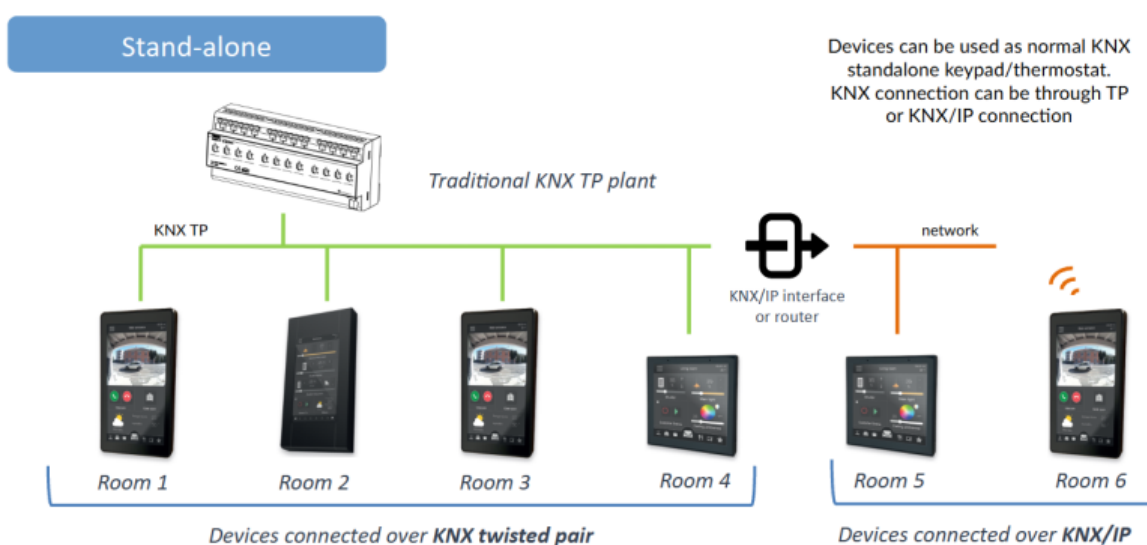 Stand-alone
Devices can be used as normal KNX
standalone keypad/thermostat.
KNX connection can be through TP
or KNX/IP connection
Traditional KNX TP plant
KNX TP
network
KNX/IP interface
or router
Room 1
Room 2
Room 3
Room 4
Room 5
Room 6
Devices connected over KNX twisted pair
Devices connected over KNX/IP